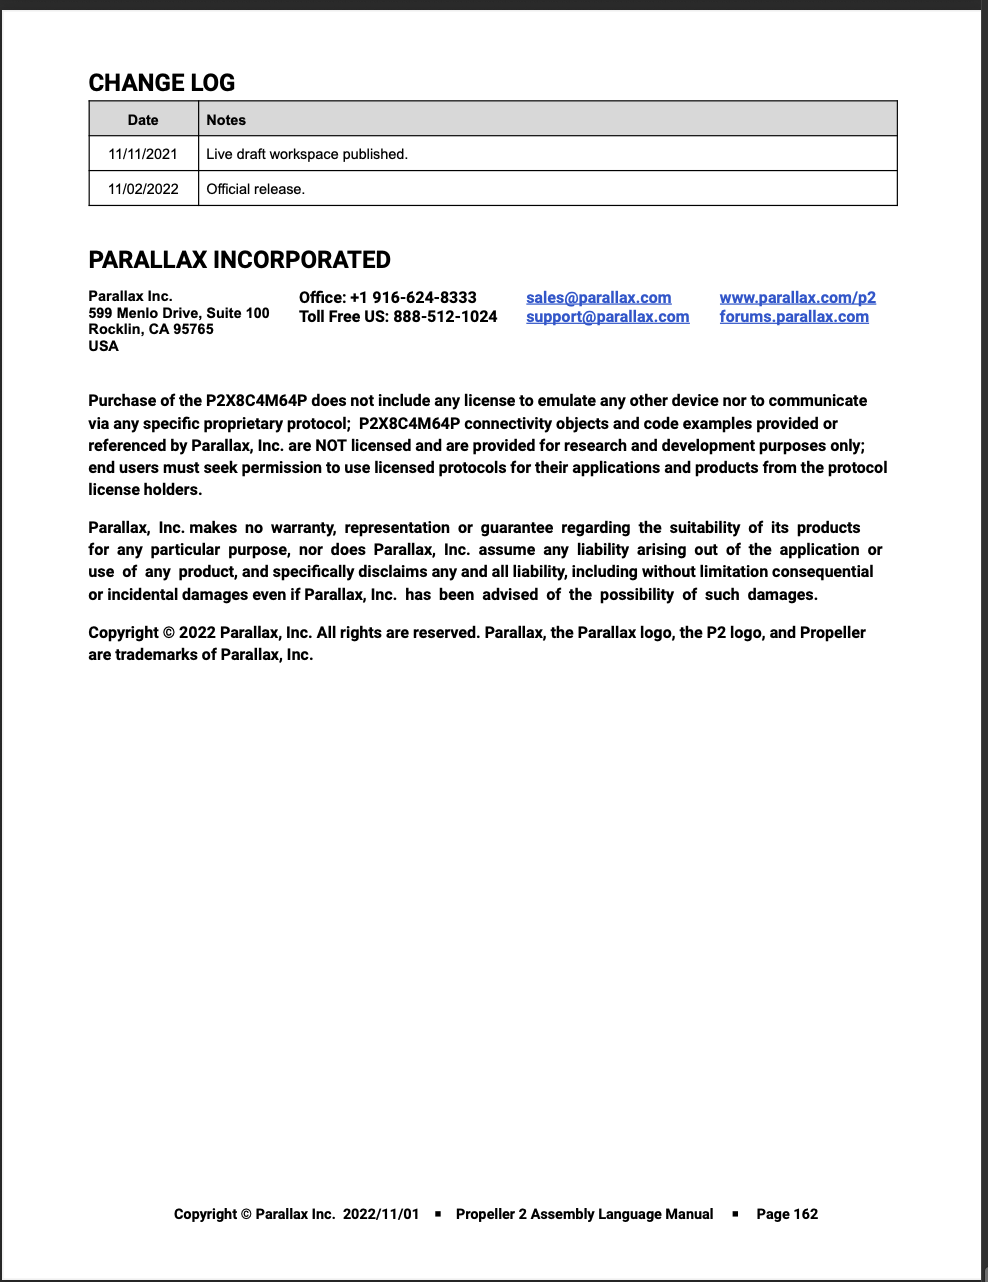 CHANGE LOG
Date Notes
11/11/2021 Live draft workspace published.
11/02/2022 Official release.
PARALLAX INCORPORATED
Parallax Inc.
599 Menlo Drive, Suite 100
Rocklin, CA 95765
USA
Office: +1 916-624-8333
Toll Free US: 888-512-1024
sales@parallax.com
support@parallax.com
www.parallax.com/p2
forums.parallax.com
Purchase of the P2X8C4M64P does not include any license to emulate any other device nor to communicate
via any specific proprietary protocol; P2X8C4M64P connectivity objects and code examples provided or
referenced by Parallax, Inc. are NOT licensed and are provided for research and development purposes only;
end users must seek permission to use licensed protocols for their applications and products from the protocol
license holders.
Parallax, Inc. makes no warranty, representation or guarantee regarding the suitability of its products
for any particular purpose, nor does Parallax, Inc. assume any liability arising out of the application or
use of any product, and specifically disclaims any and all liability, including without limitation consequential
or incidental damages even if Parallax, Inc. has been advised of the possibility of such damages.
Copyright © 2022 Parallax, Inc. All rights are reserved. Parallax, the Parallax logo, the P2 logo, and Propeller
are trademarks of Parallax, Inc.
Copyright © Parallax Inc. 2022/11/01 ▪ Propeller 2 Assembly Language Manual ▪ Page 162